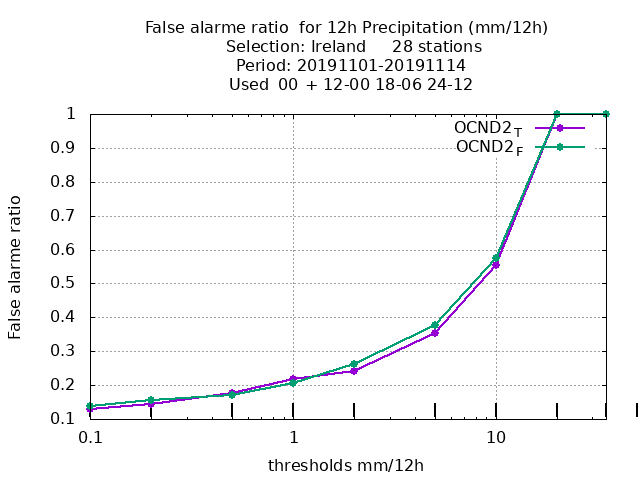 False alarme ratio  for 12h Precipitation (mm/12h)
Selection: Ireland     28 stations
Period: 20191101-20191114
Used  00 + 12-00 18-06 24-12
OCND2T
OCND2F
1
0.9
0.8
0.7
0.6
0.5
0.4
0.3
0.2
0.1
False alarme ratio
0.1 1 10
thresholds mm/12h